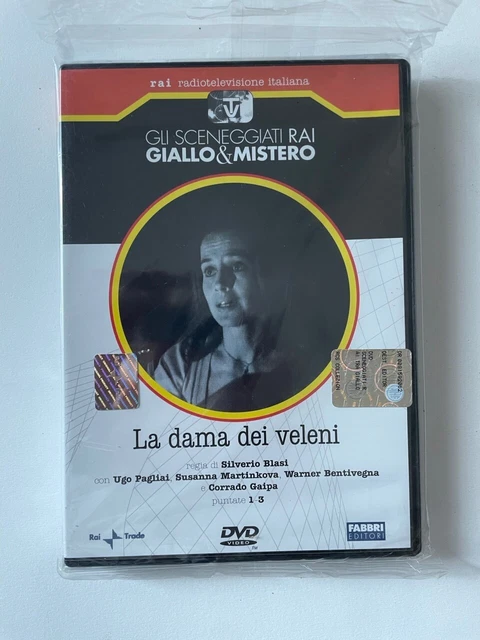 rai radiotelevisione italiana
TV
GLI SCENEGGIATI RAI
GIALLO&MISTERO
La dama dei veleni
regia di Silverio Blasi
con Ugo Pagliai, Susanna Martinkova, Warner Bentivegna
e Corrado Gaipa
puntate 1-3
Rai Trade
DVD
VIDEO
FABBRI
EDITORI